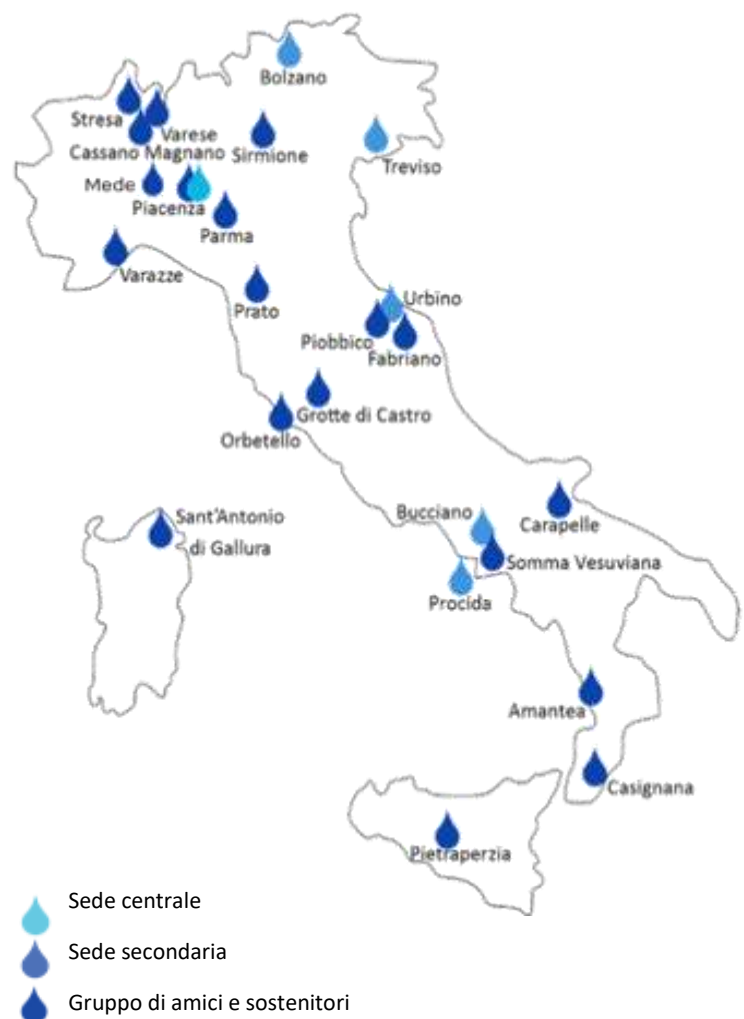 Bolzano
Stresa
Varese
Cassano Magnano
Sirmione
Treviso
Mede
Piacenza
Parma
Varazze
Prato
Urbino
Piobbico
Fabriano
Grotte di Castro
Orbetello
Sant'Antonio
di Gallura
Bucciano
Carapelle
Somma Vesuviana
Procida
Amantea
Casignana
Pietraperzia
Sede centrale
Sede secondaria
Gruppo di amici e sostenitori